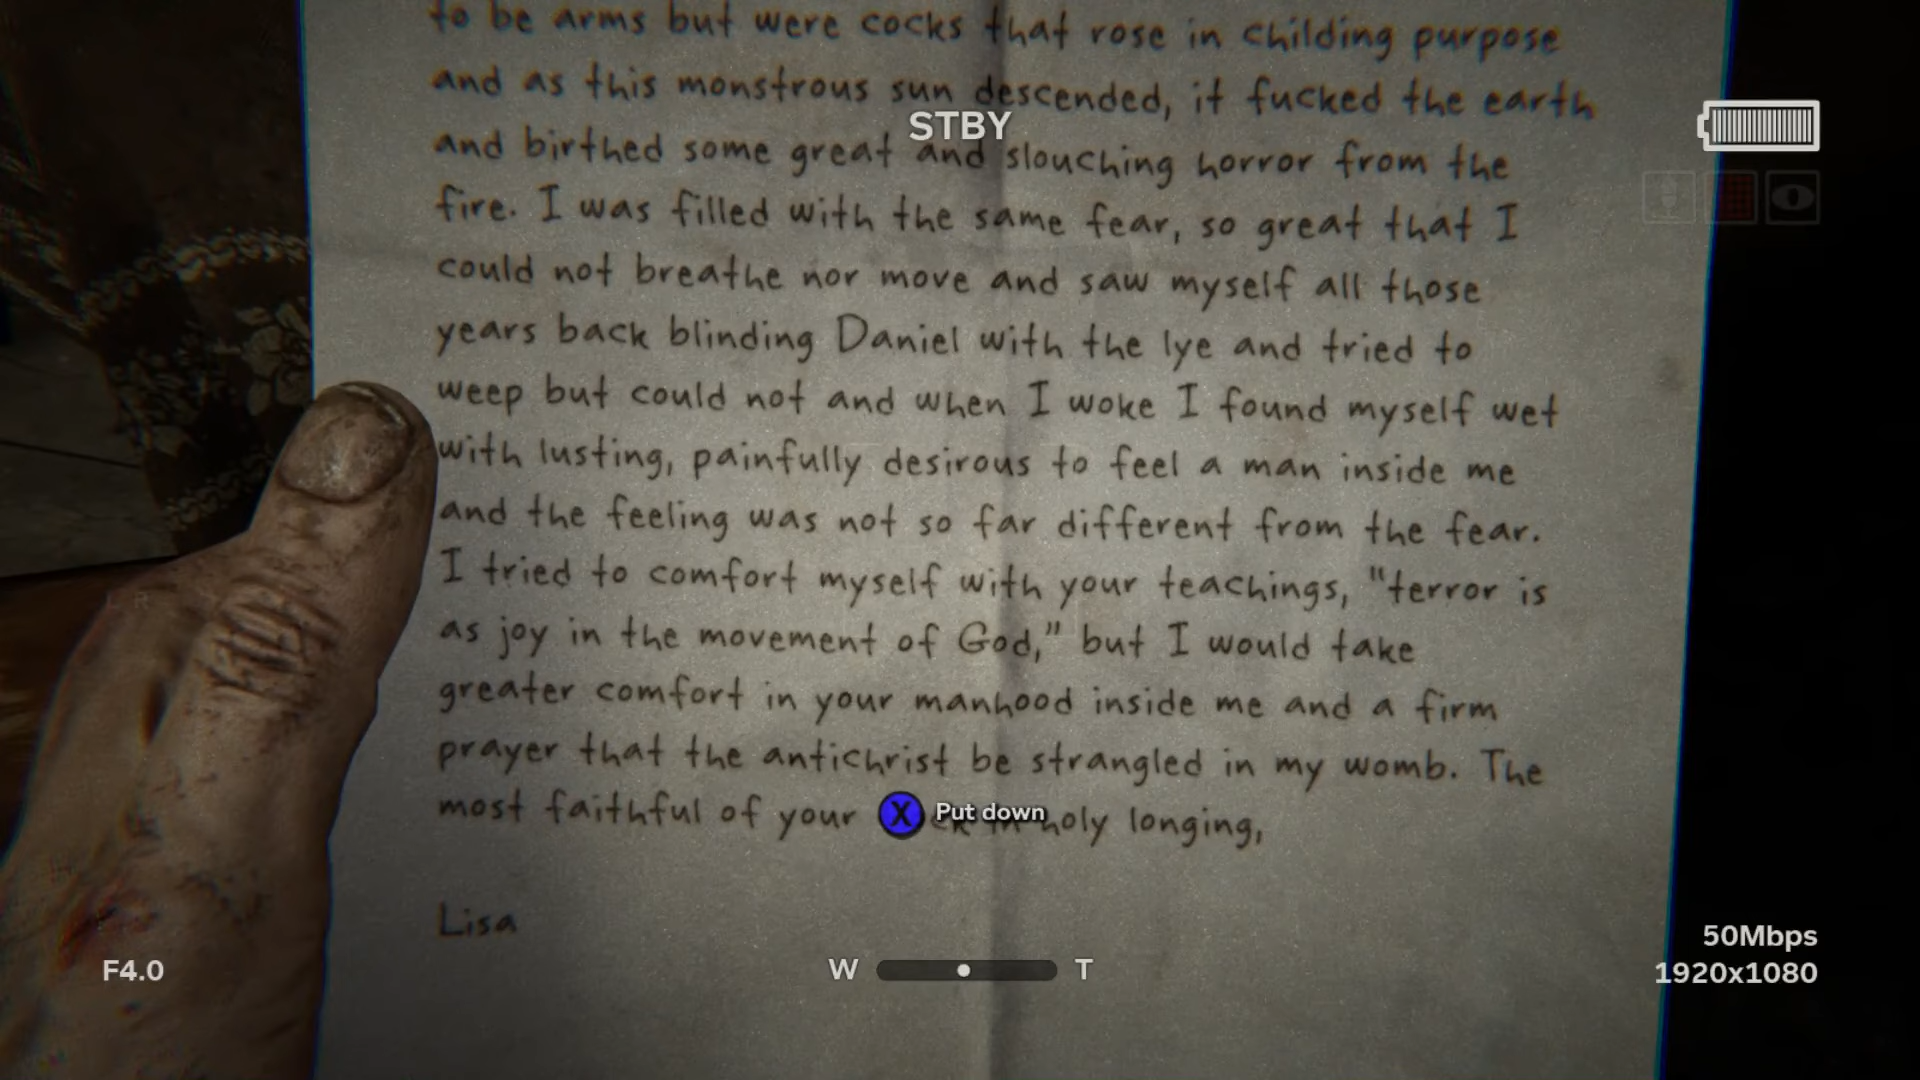 to be arms but were cocks that rose in childing purpose
and as this monstrous sun descended, it fucked the earth
STBY
and birthed some great and slouching horror from the
fire. I was filled with the same fear, so great that I
could not breathe nor move and saw myself all those
years back blinding Daniel with the lye and tried to
weep but could not and when I woke I found myself wet
with lusting, painfully desirous to feel a man inside me
and the feeling was not so far different from the fear.
I tried to comfort myself with your teachings, "terror is
as joy in the movement of God," but I would take
greater comfort in your manhood inside me and a firm
prayer that the antichrist be strangled in my womb. The
most faithful of your holy longing,
X Put down
Lisa
50Mbps
F4.0
W T
1920x1080